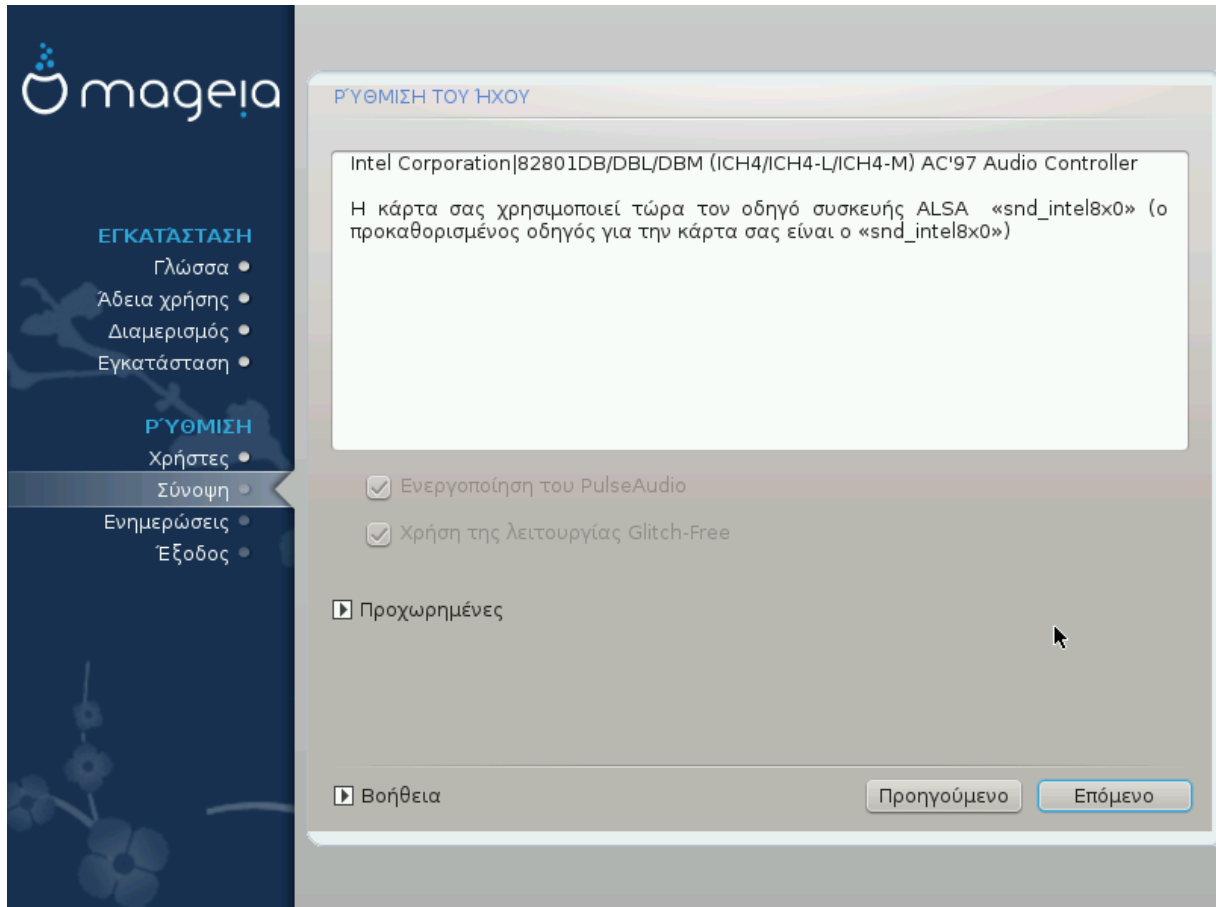 mageia
ΕΓΚΑΤΆΣΤΑΣΗ
Γλώσσα
Άδεια χρήσης
Διαμερισμός
Εγκατάσταση
ΡΎΘΜΙΣΗ
Χρήστες
Σύνοψη
Ενημερώσεις
Έξοδος
ΡΎΘΜΙΣΗ ΤΟΥ ΉΧΟΥ
Intel Corporation|82801DB/DBL/DBM (ICH4/ICH4-L/ICH4-M) AC'97 Audio Controller
Η κάρτα σας χρησιμοποιεί τώρα τον οδηγό συσκευής ALSA «snd_intel8x0» (ο
προκαθορισμένος οδηγός για την κάρτα σας είναι ο «snd_intel8x0»)
Ενεργοποίηση του PulseAudio
Χρήση της λειτουργίας Glitch-Free
Προχωρημένες
Βοήθεια
Προηγούμενο
Επόμενο